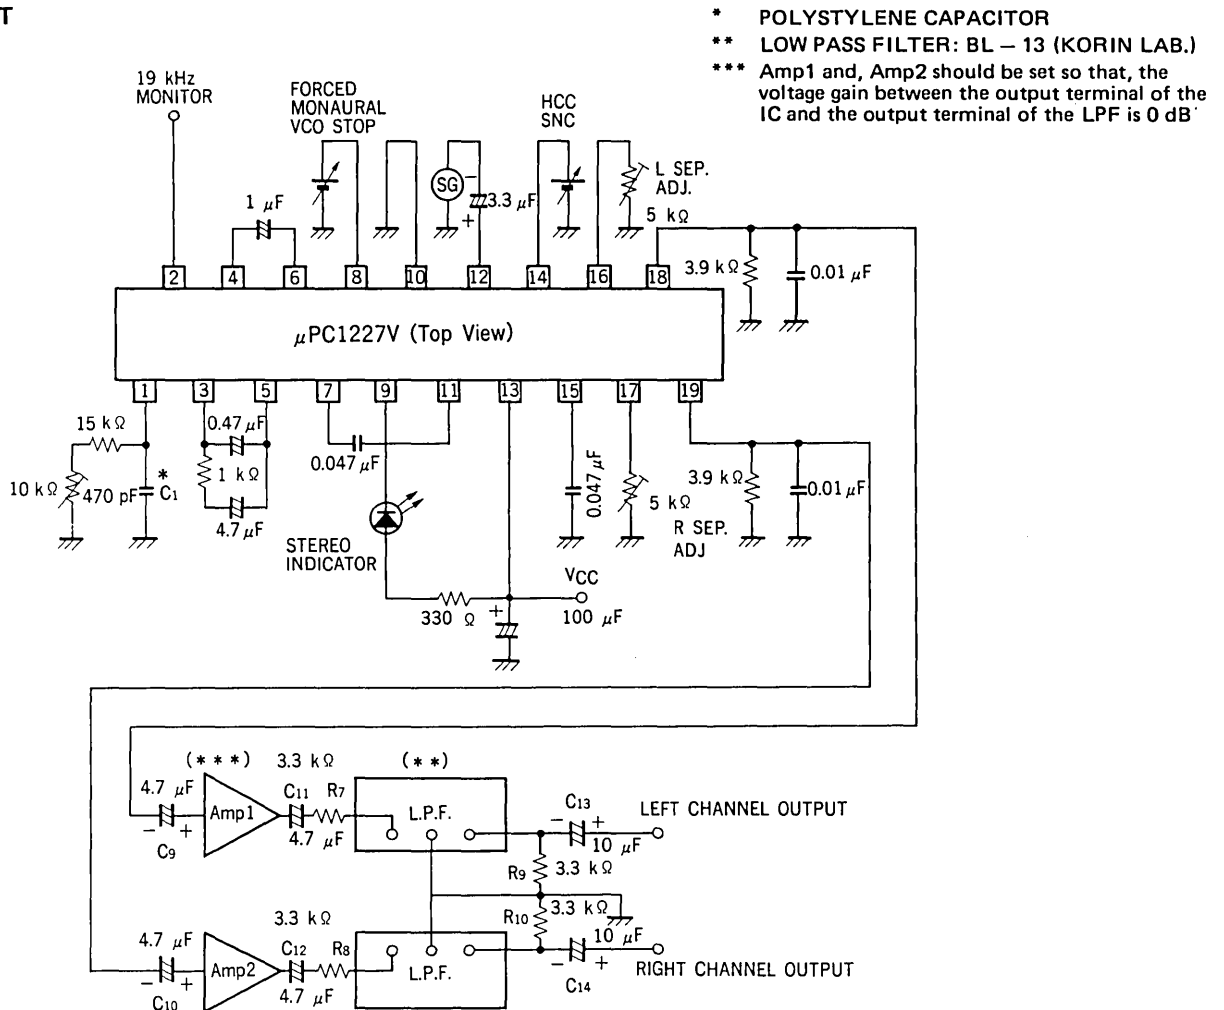 T
* POLYSTYLENE CAPACITOR
** LOW PASS FILTER: BL – 13 (KORIN LAB.)
*** Amp1 and, Amp2 should be set so that, the
voltage gain between the output terminal of the
IC and the output terminal of the LPF is 0 dB
19 kHz
MONITOR
FORCED
MONAURAL
VCO STOP
HCC
SNC
L SEP.
ADJ.
5 kΩ
1 μF
SG
−
3.3 μF
+
3.9 kΩ
0.01 μF
2 4 6 8 10 12 14 16 18
μPC1227V (Top View)
1 3 5 7 9 11 13 15 17 19
15 kΩ
10 kΩ
470 pF
*
C1
0.47 μF
1 kΩ
4.7 μF
0.047 μF
STEREO
INDICATOR
0.047 μF
5 kΩ
R SEP.
ADJ
3.9 kΩ
0.01 μF
VCC
330 Ω
+
100 μF
(***)
3.3 kΩ
(**)
4.7 μF
Amp1
C11
R7
L.P.F.
C13
LEFT CHANNEL OUTPUT
− +
C9
4.7 μF
− +
10 μF
R9
3.3 kΩ
R10
3.3 kΩ
3.3 kΩ
10 μF
4.7 μF
Amp2
C12
R8
L.P.F.
− +
C14
RIGHT CHANNEL OUTPUT
− +
C10
4.7 μF